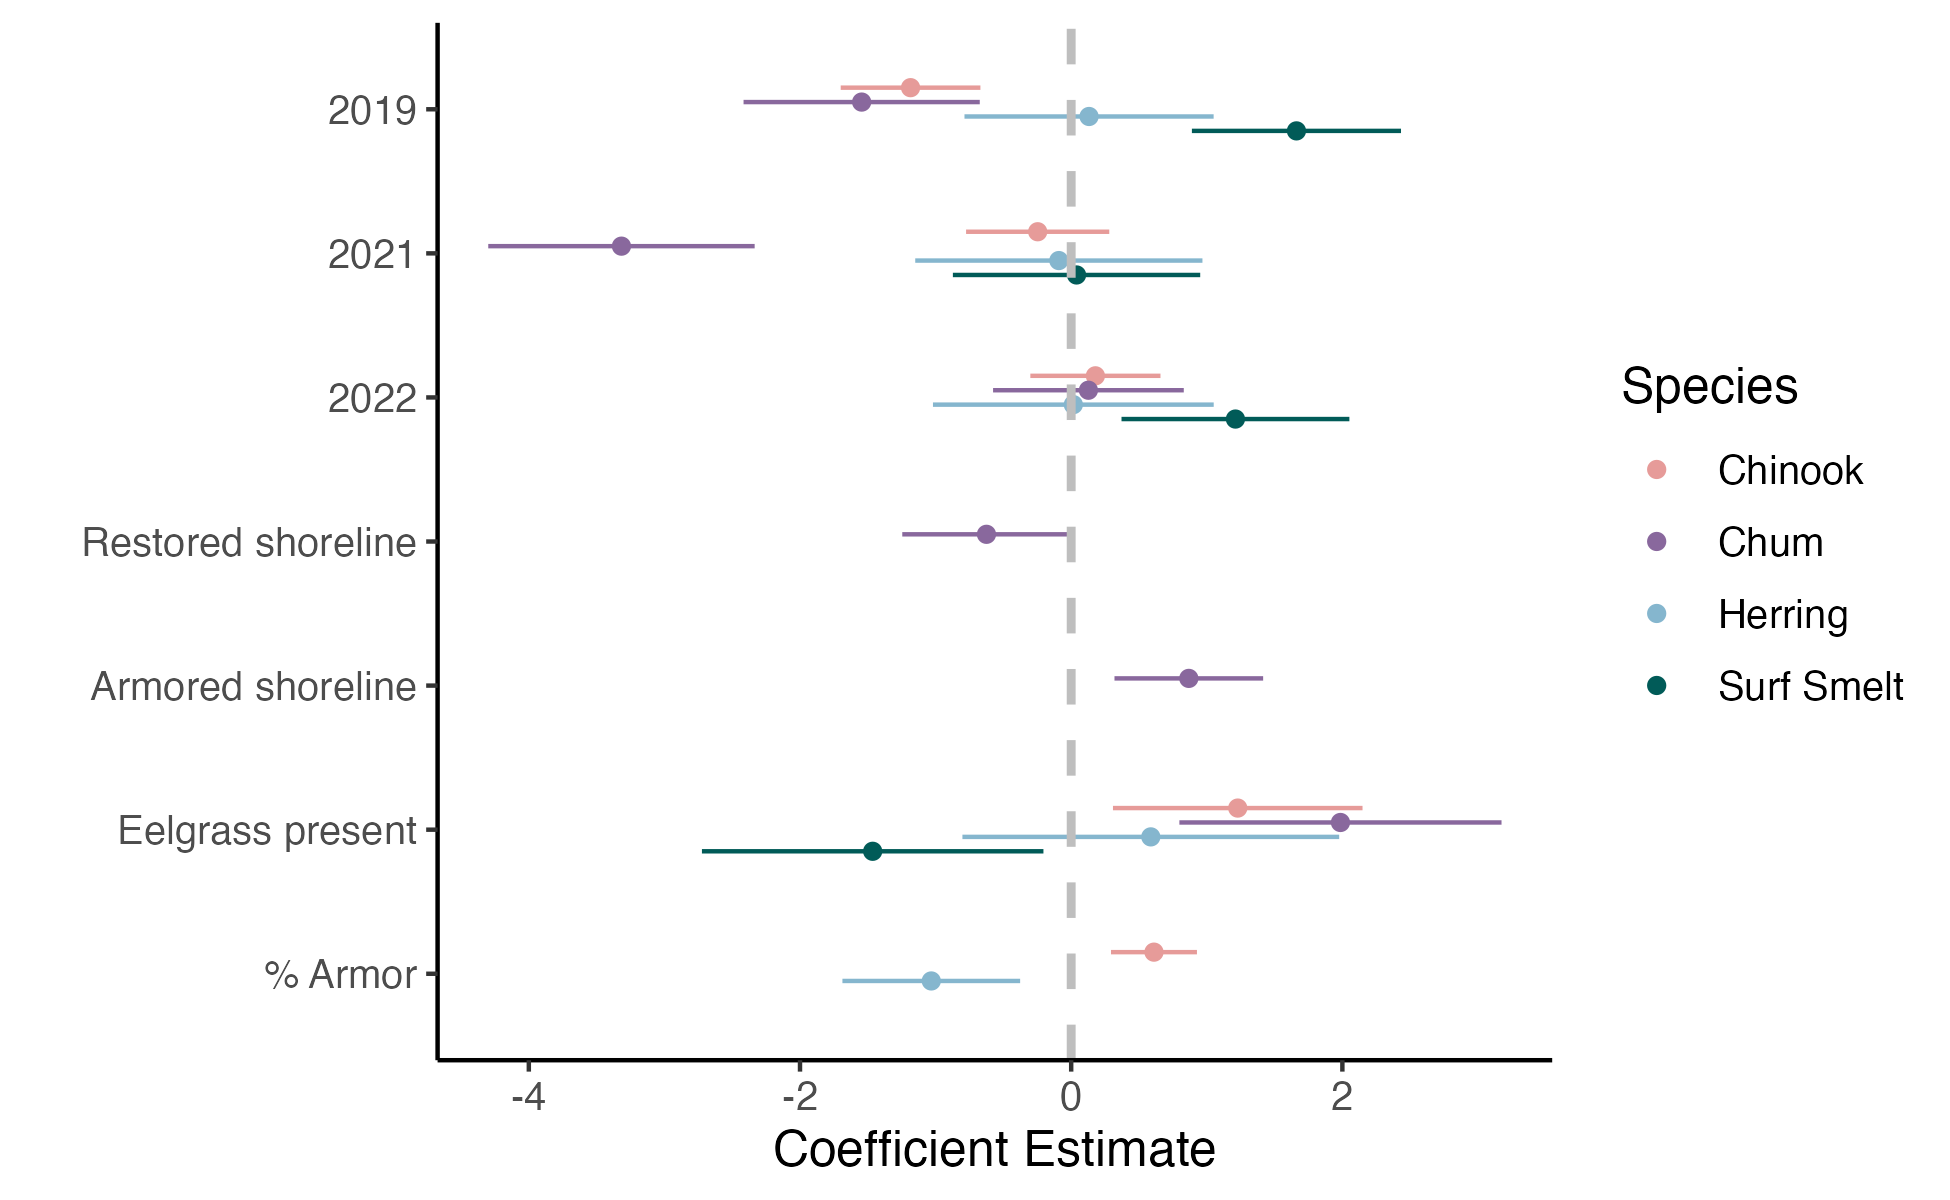 2019
2021
2022
Restored shoreline
Armored shoreline
Eelgrass present
% Armor
-4
-2
0
2
Coefficient Estimate
Species
Chinook
Chum
Herring
Surf Smelt